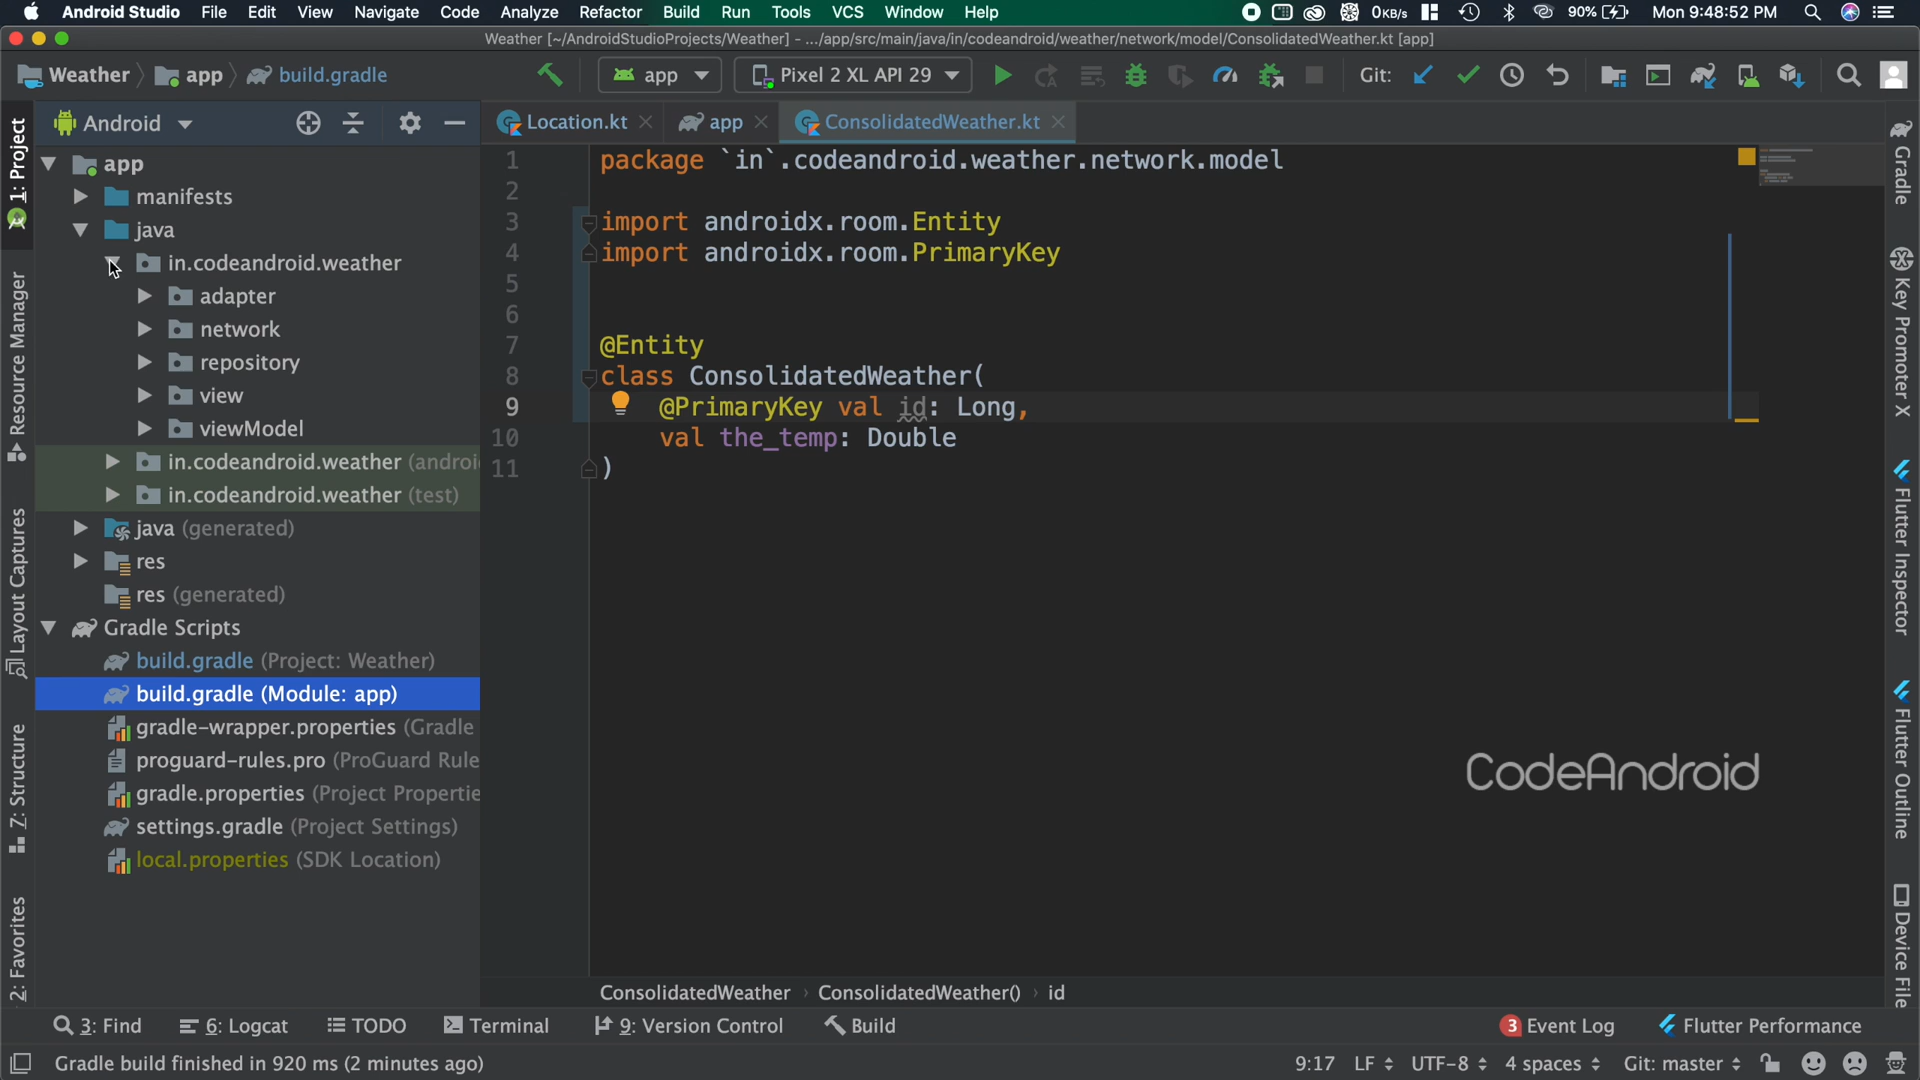 Android Studio File Edit View Navigate Code Analyze Refactor Build Run Tools VCS Window Help 0KB/s 90% Mon 9:48:52 PM
Weather [~/AndroidStudioProjects/Weather] - .../app/src/main/java/in/codeandroid/weather/network/model/ConsolidatedWeather.kt [app]
Weather app build.gradle app Pixel 2 XL API 29 Git:
Android
Location.kt app ConsolidatedWeather.kt
app
manifests
java
in.codeandroid.weather
adapter
network
repository
view
viewModel
in.codeandroid.weather (androi
in.codeandroid.weather (test)
java (generated)
res
res (generated)
Gradle Scripts
build.gradle (Project: Weather)
build.gradle (Module: app)
gradle-wrapper.properties (Gradle
proguard-rules.pro (ProGuard Rule
gradle.properties (Project Propertie
settings.gradle (Project Settings)
local.properties (SDK Location)
1 package `in`.codeandroid.weather.network.model
2
3 import androidx.room.Entity
4 import androidx.room.PrimaryKey
5
6
7 @Entity
8 class ConsolidatedWeather(
9 @PrimaryKey val id: Long,
10 val the_temp: Double
11 )
CodeAndroid
1: Project
Resource Manager
Layout Captures
Z: Structure
2: Favorites
Gradle
Key Promoter X
Flutter Inspector
Flutter Outline
Device File
ConsolidatedWeather ConsolidatedWeather() id
3: Find 6: Logcat TODO Terminal 9: Version Control Build 3 Event Log Flutter Performance
Gradle build finished in 920 ms (2 minutes ago) 9:17 LF UTF-8 4 spaces Git: master